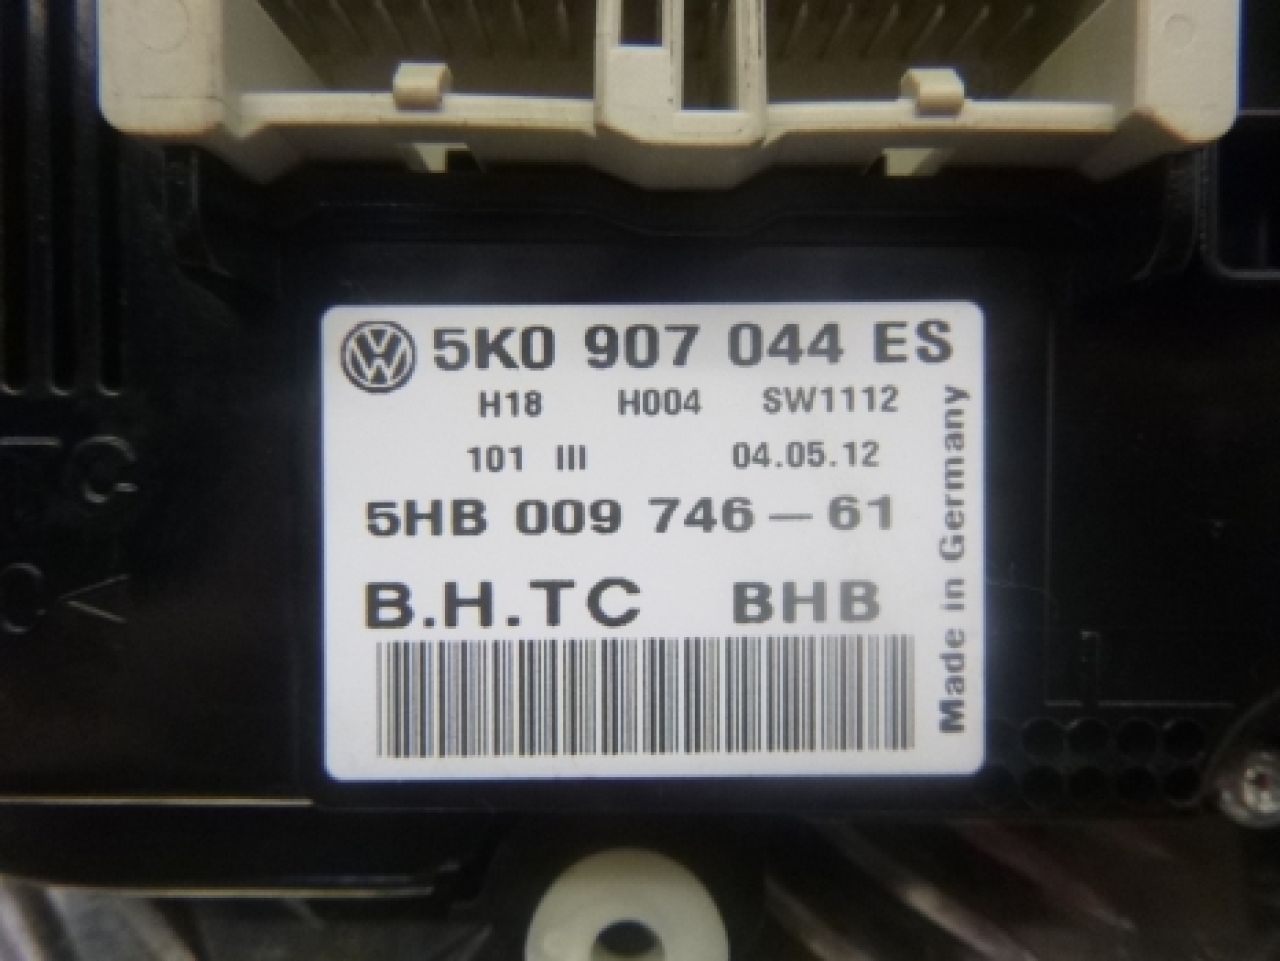 5K0 907 044 ES
H18 H004 SW1112
101 III 04.05.12
5HB 009 746-61
B.H.TC BHB
Made in Germany